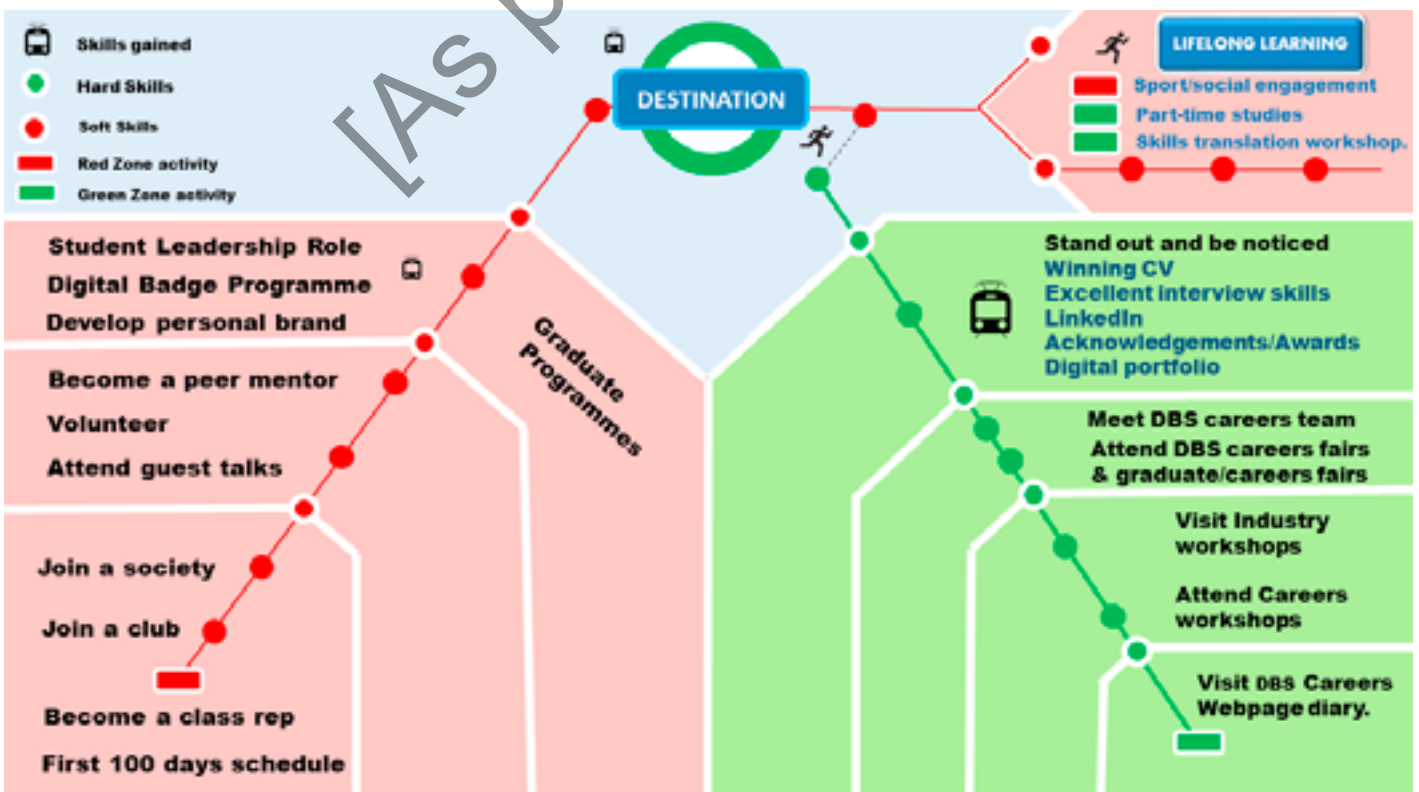 Skills gained
Hard Skills
Soft Skills
Red Zone activity
Green Zone activity
[As p
DESTINATION
LIFELONG LEARNING
Sport/social engagement
Part-time studies
Skills translation workshop.
Student Leadership Role
Digital Badge Programme
Develop personal brand
Become a peer mentor
Volunteer
Attend guest talks
Join a society
Join a club
Become a class rep
First 100 days schedule
Graduate
Programmes
Stand out and be noticed
Winning CV
Excellent interview skills
LinkedIn
Acknowledgements/Awards
Digital portfolio
Meet DBS careers team
Attend DBS careers fairs
& graduate/careers fairs
Visit Industry
workshops
Attend Careers
workshops
Visit DBS Careers
Webpage diary.